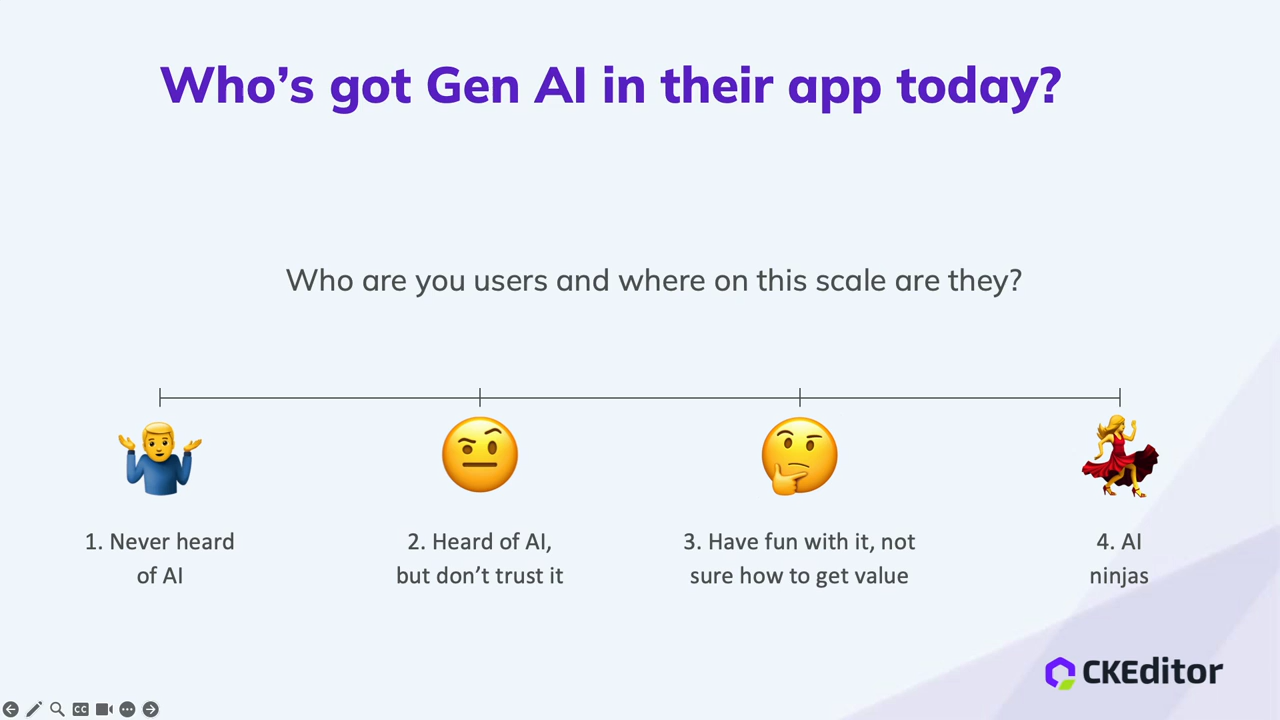 Who’s got Gen AI in their app today?
Who are you users and where on this scale are they?
1. Never heard
of AI
2. Heard of AI,
but don’t trust it
3. Have fun with it, not
sure how to get value
4. AI
ninjas
CKEditor
CC